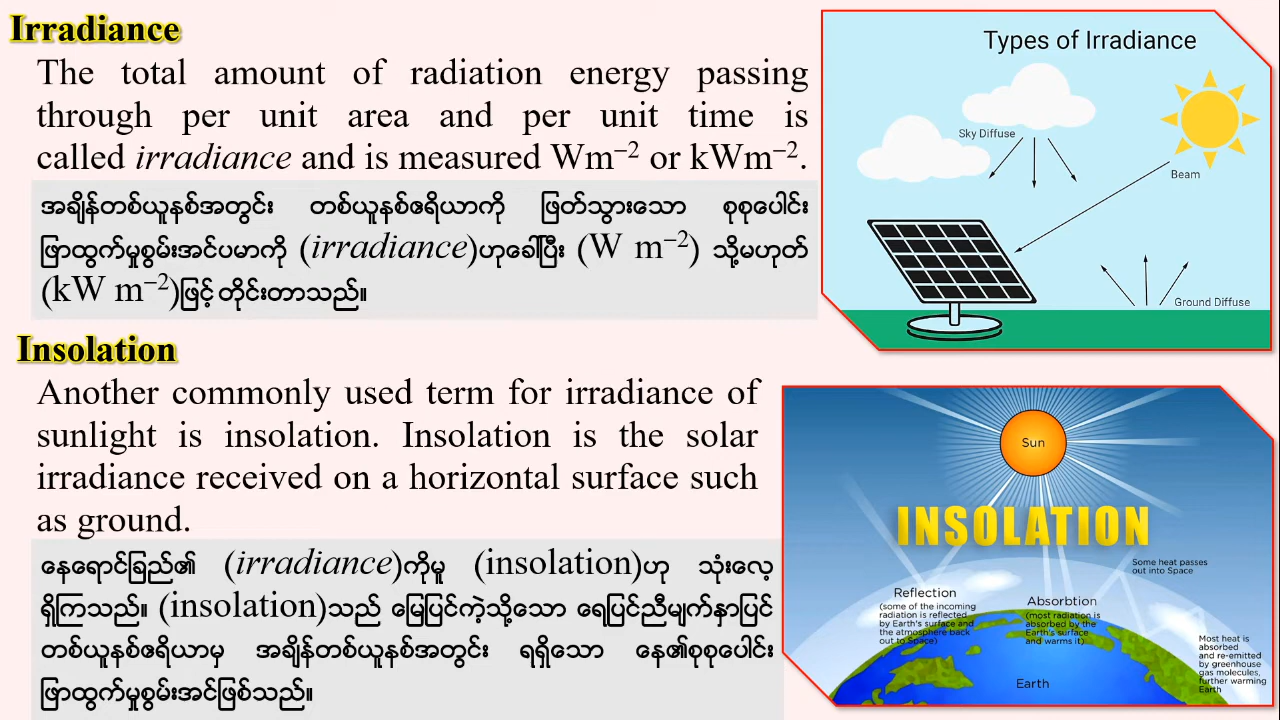 Irradiance
The total amount of radiation energy passing
through per unit area and per unit time is
called irradiance and is measured Wm⁻² or kWm⁻².
အချိန်တစ်ယူနစ်အတွင်း တစ်ယူနစ်ဧရိယာကို ဖြတ်သွားသော စုစုပေါင်း
ဖြာထွက်မှုစွမ်းအင်ပမာကို (irradiance)ဟုခေါ်ပြီး (W m⁻²) သို့မဟုတ်
(kW m⁻²)ဖြင့် တိုင်းတာသည်။
Types of Irradiance
Sky Diffuse
Beam
Ground Diffuse
Insolation
Another commonly used term for irradiance of
sunlight is insolation. Insolation is the solar
irradiance received on a horizontal surface such
as ground.
နေရောင်ခြည်၏ (irradiance)ကိုမူ (insolation)ဟု သုံးလေ့
ရှိကြသည်။ (insolation)သည် မြေပြင်ကဲ့သို့သော ရေပြင်ညီမျက်နှာပြင်
တစ်ယူနစ်ဧရိယာမှ အချိန်တစ်ယူနစ်အတွင်း ရရှိသော နေ၏စုစုပေါင်း
ဖြာထွက်မှုစွမ်းအင်ဖြစ်သည်။
Sun
INSOLATION
Some heat passes
out into Space
Reflection
(some of the incoming
radiation is reflected
by Earth's surface and
the atmosphere back
out to Space)
Absorbtion
(most radiation is
absorbed by the
Earth's surface
and warms it)
Most heat is
absorbed
and re-emitted
by greenhouse
gas molecules,
further warming
Earth
Earth